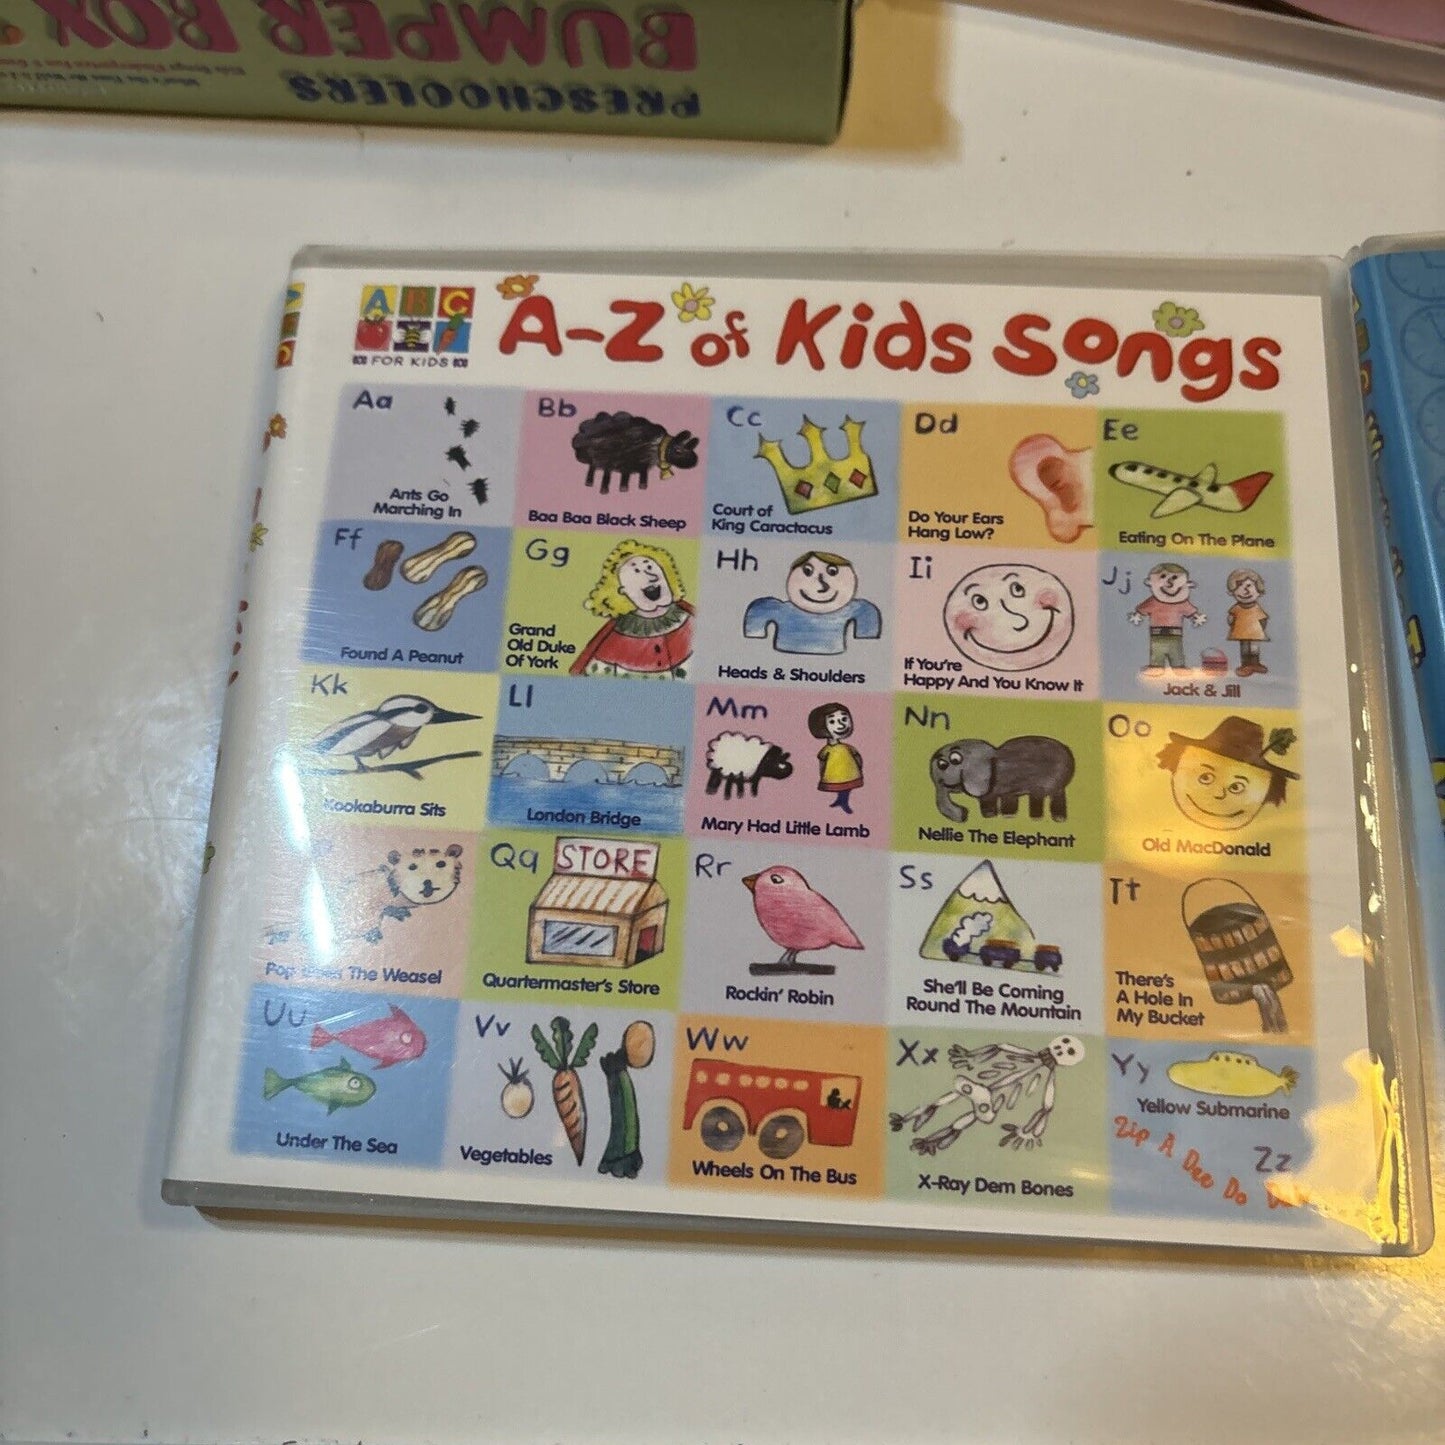 BUMPER BOX
PRESCHOOLERS
ABC
FOR KIDS
A-Z of Kids Songs
Aa
Ants Go
Marching In
Bb
Baa Baa Black Sheep
Cc
Court of
King Caractacus
Dd
Do Your Ears
Hang Low?
Ee
Eating On The Plane
Ff
Found A Peanut
Gg
Grand
Old Duke
Of York
Hh
Heads & Shoulders
Ii
If You're
Happy And You Know It
Jj
Jack & Jill
Kk
Kookaburra Sits
Ll
London Bridge
Mm
Mary Had Little Lamb
Nn
Nellie The Elephant
Oo
Old MacDonald
Pop The Weasel
Qq
STORE
Quartermaster's Store
Rr
Rockin' Robin
Ss
She'll Be Coming
Round The Mountain
Tt
There's
A Hole In
My Bucket
Uu
Under The Sea
Vv
Vegetables
Ww
Wheels On The Bus
Xx
X-Ray Dem Bones
Yy
Yellow Submarine
Zz
Zip A Dee Do